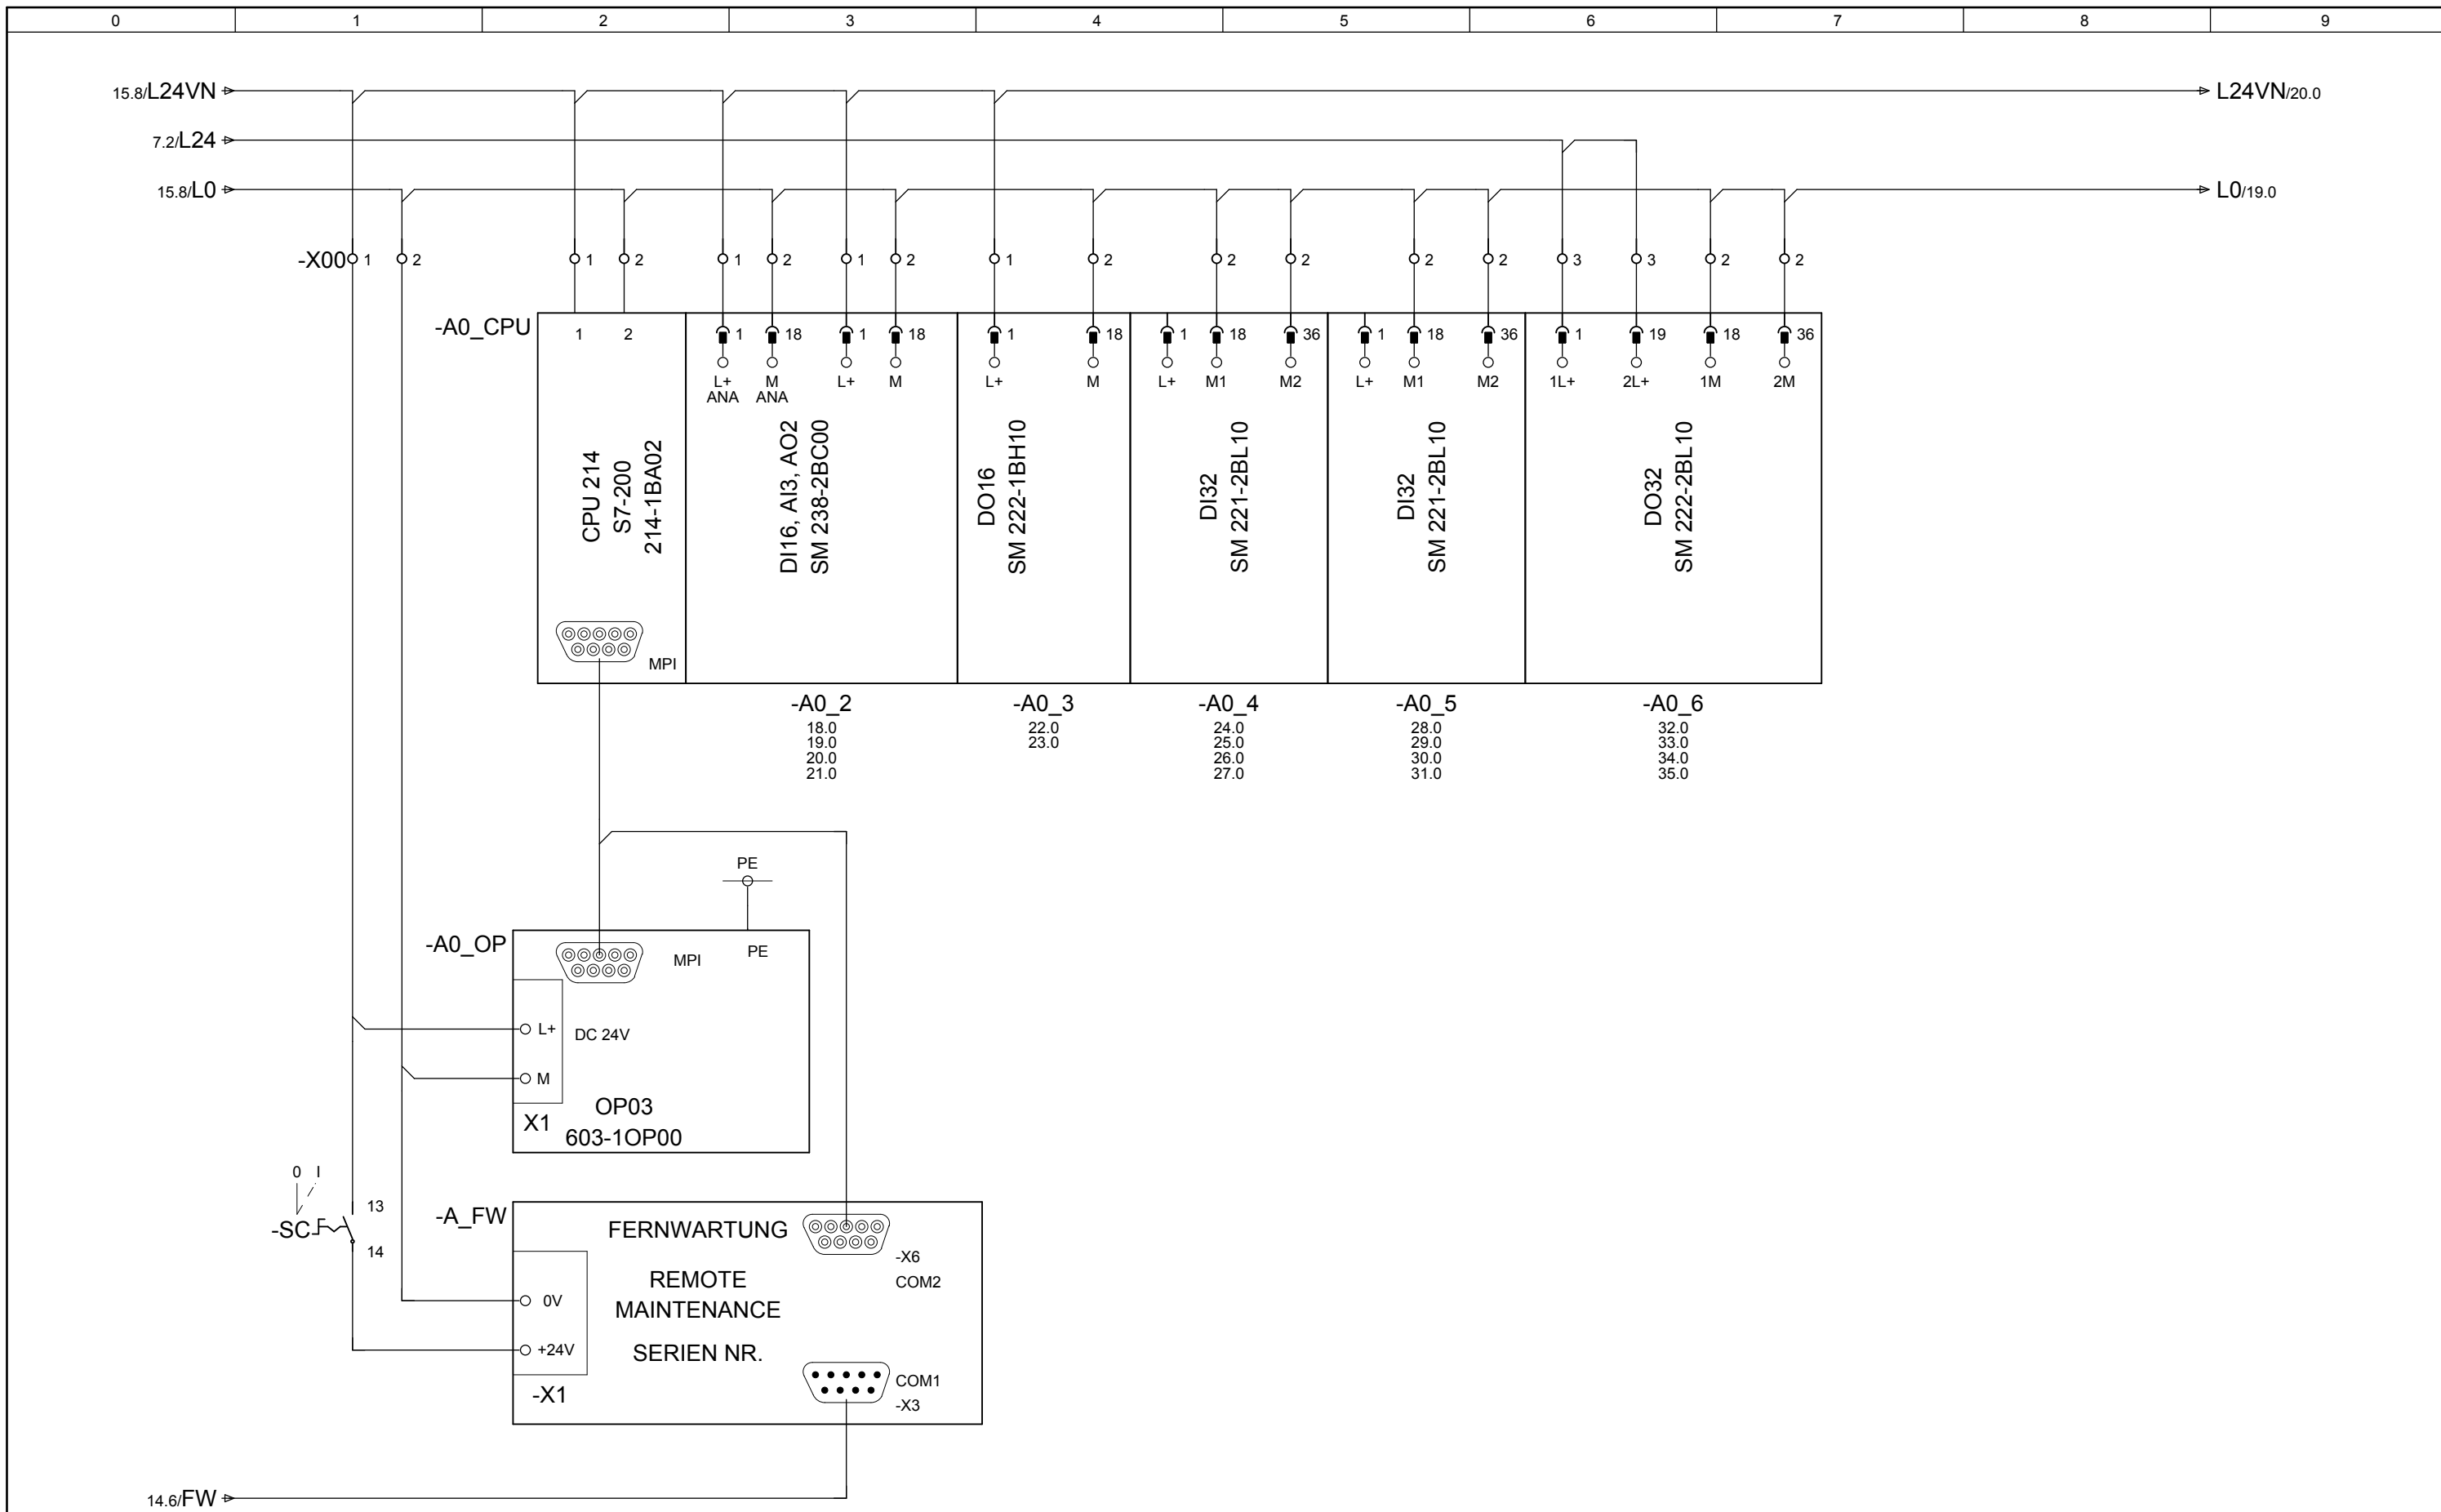 0 1 2 3 4 5 6 7 8 9
15.8/L24VN L24VN/20.0
7.2/L24
15.8/L0 L0/19.0
-X00 1 2 1 2 1 2 1 2 1 2 2 2 2 2 3 3 2 2
-A0_CPU 1 2 1 18 1 18 1 18 1 18 36 1 18 36 1 19 18 36
L+ M L+ M L+ M L+ M1 M2 L+ M1 M2 1L+ 2L+ 1M 2M
ANA ANA
CPU 214
S7-200
214-1BA02
DI16, AI3, AO2
SM 238-2BC00
DO16
SM 222-1BH10
DI32
SM 221-2BL10
DI32
SM 221-2BL10
DO32
SM 222-2BL10
MPI
-A0_2 -A0_3 -A0_4 -A0_5 -A0_6
18.0 22.0 24.0 28.0 32.0
19.0 23.0 25.0 29.0 33.0
20.0 26.0 30.0 34.0
21.0 27.0 31.0 35.0
PE
-A0_OP MPI PE
L+ DC 24V
M
OP03
X1
603-1OP00
0 I
13
-SC
14
-A_FW FERNWARTUNG
-X6
REMOTE COM2
0V MAINTENANCE
+24V SERIEN NR.
COM1
-X1 -X3
14.6/FW